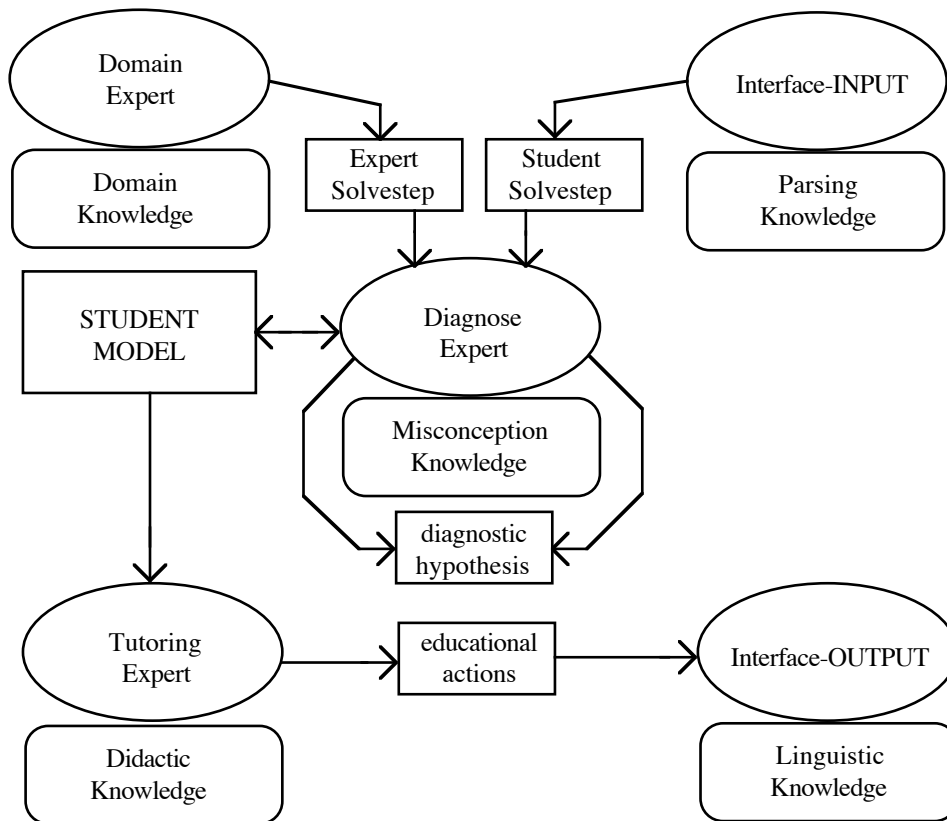 Domain
Expert
Interface-INPUT
Expert
Solvestep
Student
Solvestep
Domain
Knowledge
Parsing
Knowledge
STUDENT
MODEL
Diagnose
Expert
Misconception
Knowledge
diagnostic
hypothesis
Tutoring
Expert
educational
actions
Interface-OUTPUT
Didactic
Knowledge
Linguistic
Knowledge